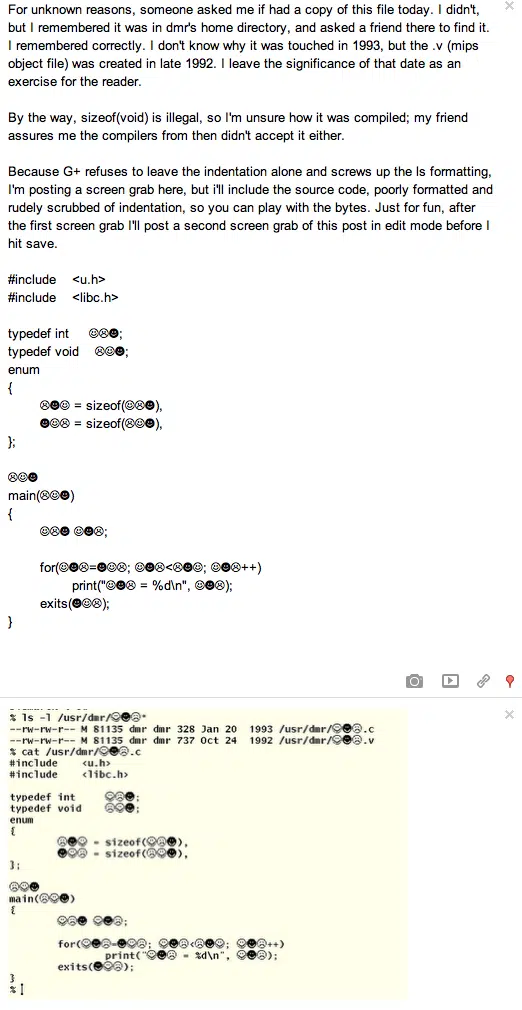 For unknown reasons, someone asked me if had a copy of this file today. I didn't,
but I remembered it was in dmr's home directory, and asked a friend there to find it.
I remembered correctly. I don't know why it was touched in 1993, but the .v (mips
object file) was created in late 1992. I leave the significance of that date as an
exercise for the reader.
By the way, sizeof(void) is illegal, so I'm unsure how it was compiled; my friend
assures me the compilers from then didn't accept it either.
Because G+ refuses to leave the indentation alone and screws up the ls formatting,
I'm posting a screen grab here, but i'll include the source code, poorly formatted and
rudely scrubbed of indentation, so you can play with the bytes. Just for fun, after
the first screen grab I'll post a second screen grab of this post in edit mode before I
hit save.
#include <u.h>
#include <libc.h>
typedef int ☺☹☻;
typedef void ☹☺☻;
enum
{
☹☻☺ = sizeof(☺☹☻),
☻☺☹ = sizeof(☹☺☻),
};
☹☺☻
main(☹☺☻)
{
☺☹☻ ☺☻☹;
for(☺☻☹=☻☺☹; ☺☻☹<☹☻☺; ☺☻☹++)
print("☺☻☹ = %d\n", ☺☻☹);
exits(☻☺☹);
}
% ls -l /usr/dmr/☺☻☹*
--rw-rw-r-- M 81135 dmr dmr 328 Jan 20 1993 /usr/dmr/☺☻☹.c
--rw-rw-r-- M 81135 dmr dmr 737 Oct 24 1992 /usr/dmr/☺☻☹.v
% cat /usr/dmr/☺☻☹.c
#include <u.h>
#include <libc.h>
typedef int ☺☹☻;
typedef void ☹☺☻;
enum
{
☹☻☺ = sizeof(☺☹☻),
☻☺☹ = sizeof(☹☺☻),
};
☹☺☻
main(☹☺☻)
{
☺☹☻ ☺☻☹;
for(☺☻☹=☻☺☹; ☺☻☹<☹☻☺; ☺☻☹++)
print("☺☻☹ = %d\n", ☺☻☹);
exits(☻☺☹);
}
%